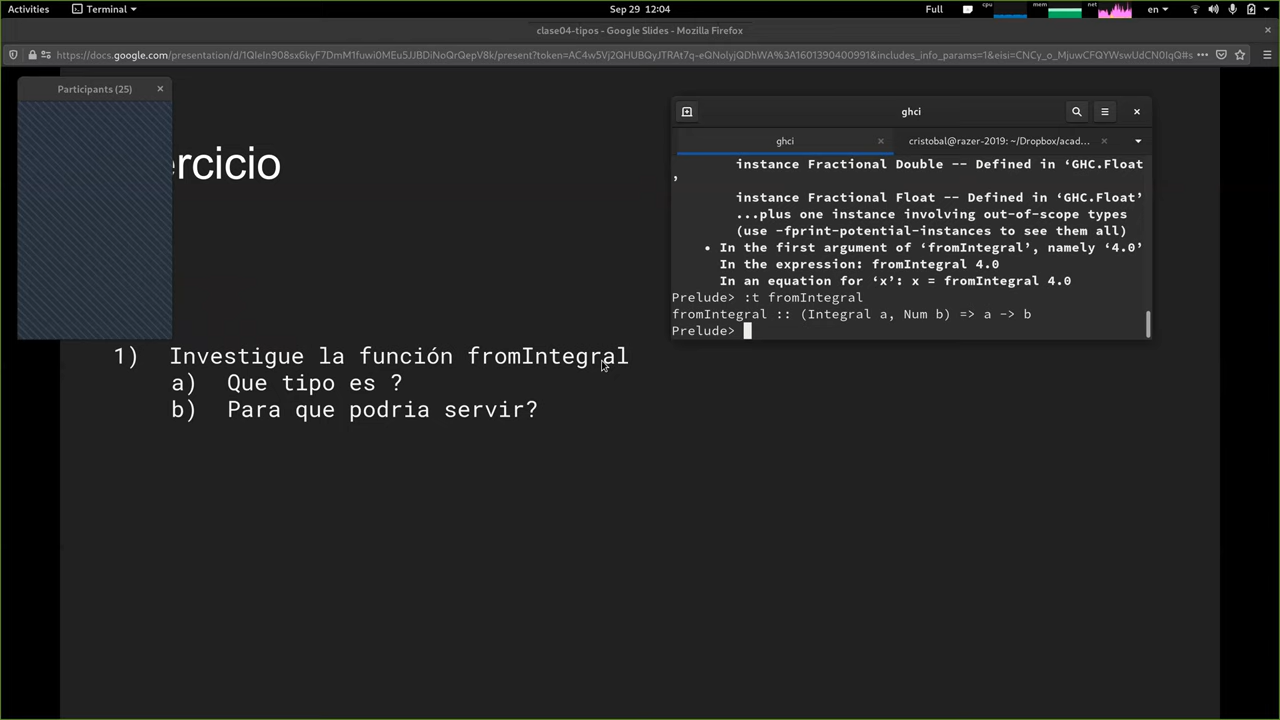 Activities
Terminal
Sep 29 12:04
Full
cpu
mem
net
en
clase04-tipos - Google Slides - Mozilla Firefox
Participants (25)
ercicio
1) Investigue la función fromIntegral
a) Que tipo es ?
b) Para que podria servir?
ghci
ghci
cristobal@razer-2019: ~/Dropbox/acad...
instance Fractional Double -- Defined in ‘GHC.Float
’
instance Fractional Float -- Defined in ‘GHC.Float’
...plus one instance involving out-of-scope types
(use -fprint-potential-instances to see them all)
• In the first argument of ‘fromIntegral’, namely ‘4.0’
In the expression: fromIntegral 4.0
In an equation for ‘x’: x = fromIntegral 4.0
Prelude> :t fromIntegral
fromIntegral :: (Integral a, Num b) => a -> b
Prelude>